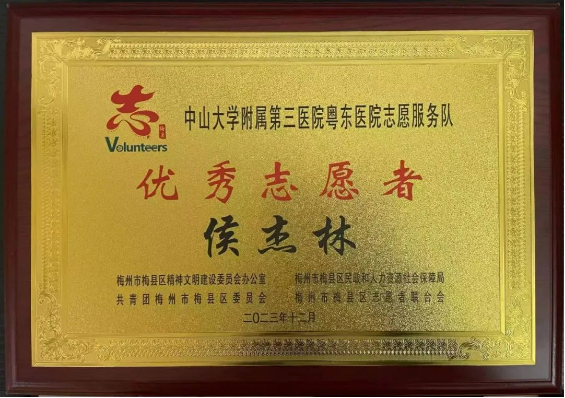 志
Volunteers
中山大学附属第三医院粤东医院志愿服务队
优秀志愿者
侯杰林
梅州市梅县区精神文明建设委员会办公室
梅州市梅县区民政和人力资源社会保障局
共青团梅州市梅县区委员会
梅州市梅县区志愿者联合会
二〇二三年十二月